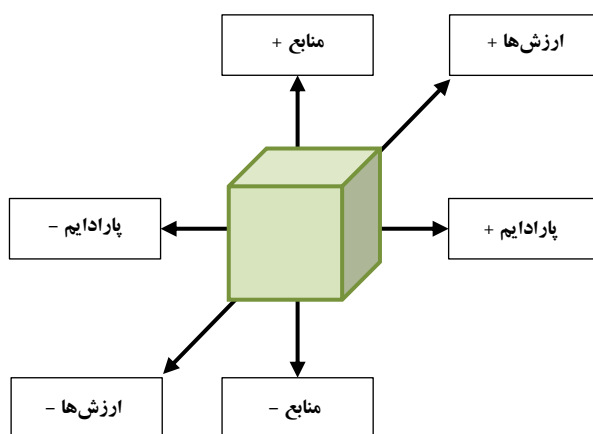 منابع +
ارزش‌ها +
پارادایم –
پارادایم +
ارزش‌ها –
منابع –